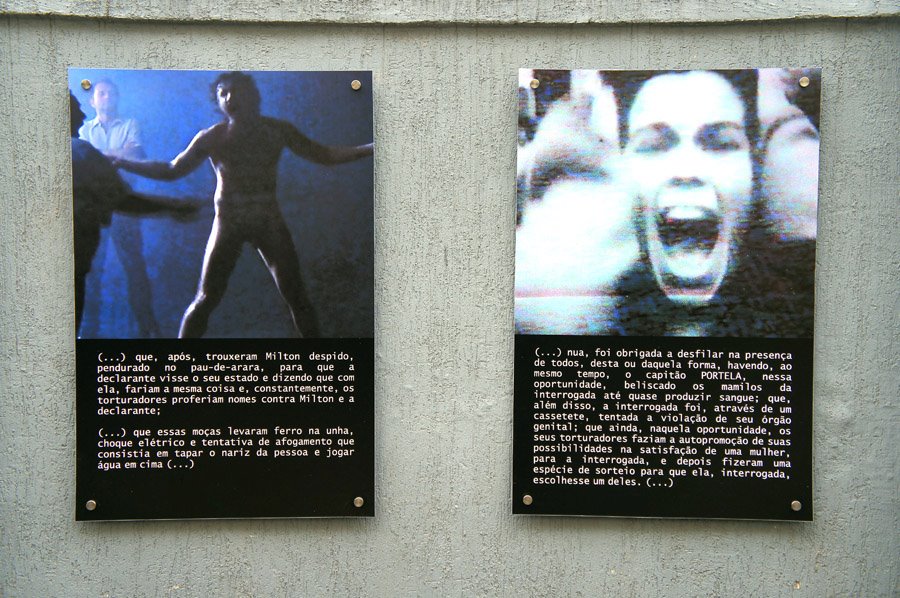 (...) que, após, trouxeram Milton despido,
pendurado no pau-de-arara, para que a
declarante visse o seu estado e dizendo que com
ela, fariam a mesma coisa e, constantemente, os
torturadores proferiam nomes contra Milton e a
declarante;
(...) que essas moças levaram ferro na unha,
choque elétrico e tentativa de afogamento que
consistia em tapar o nariz da pessoa e jogar
água em cima (...)
(...) nua, foi obrigada a desfilar na presença
de todos, desta ou daquela forma, havendo, ao
mesmo tempo, o capitão PORTELA, nessa
oportunidade, beliscado os mamilos da
interrogada até quase produzir sangue; que,
além disso, a interrogada foi, através de um
cassetete, tentada a violação de seu órgão
genital; que ainda, naquela oportunidade, os
seus torturadores faziam a autopromoção de suas
possibilidades na satisfação de uma mulher,
para a interrogada, e depois fizeram uma
espécie de sorteio para que ela, interrogada,
escolhesse um deles. (...)